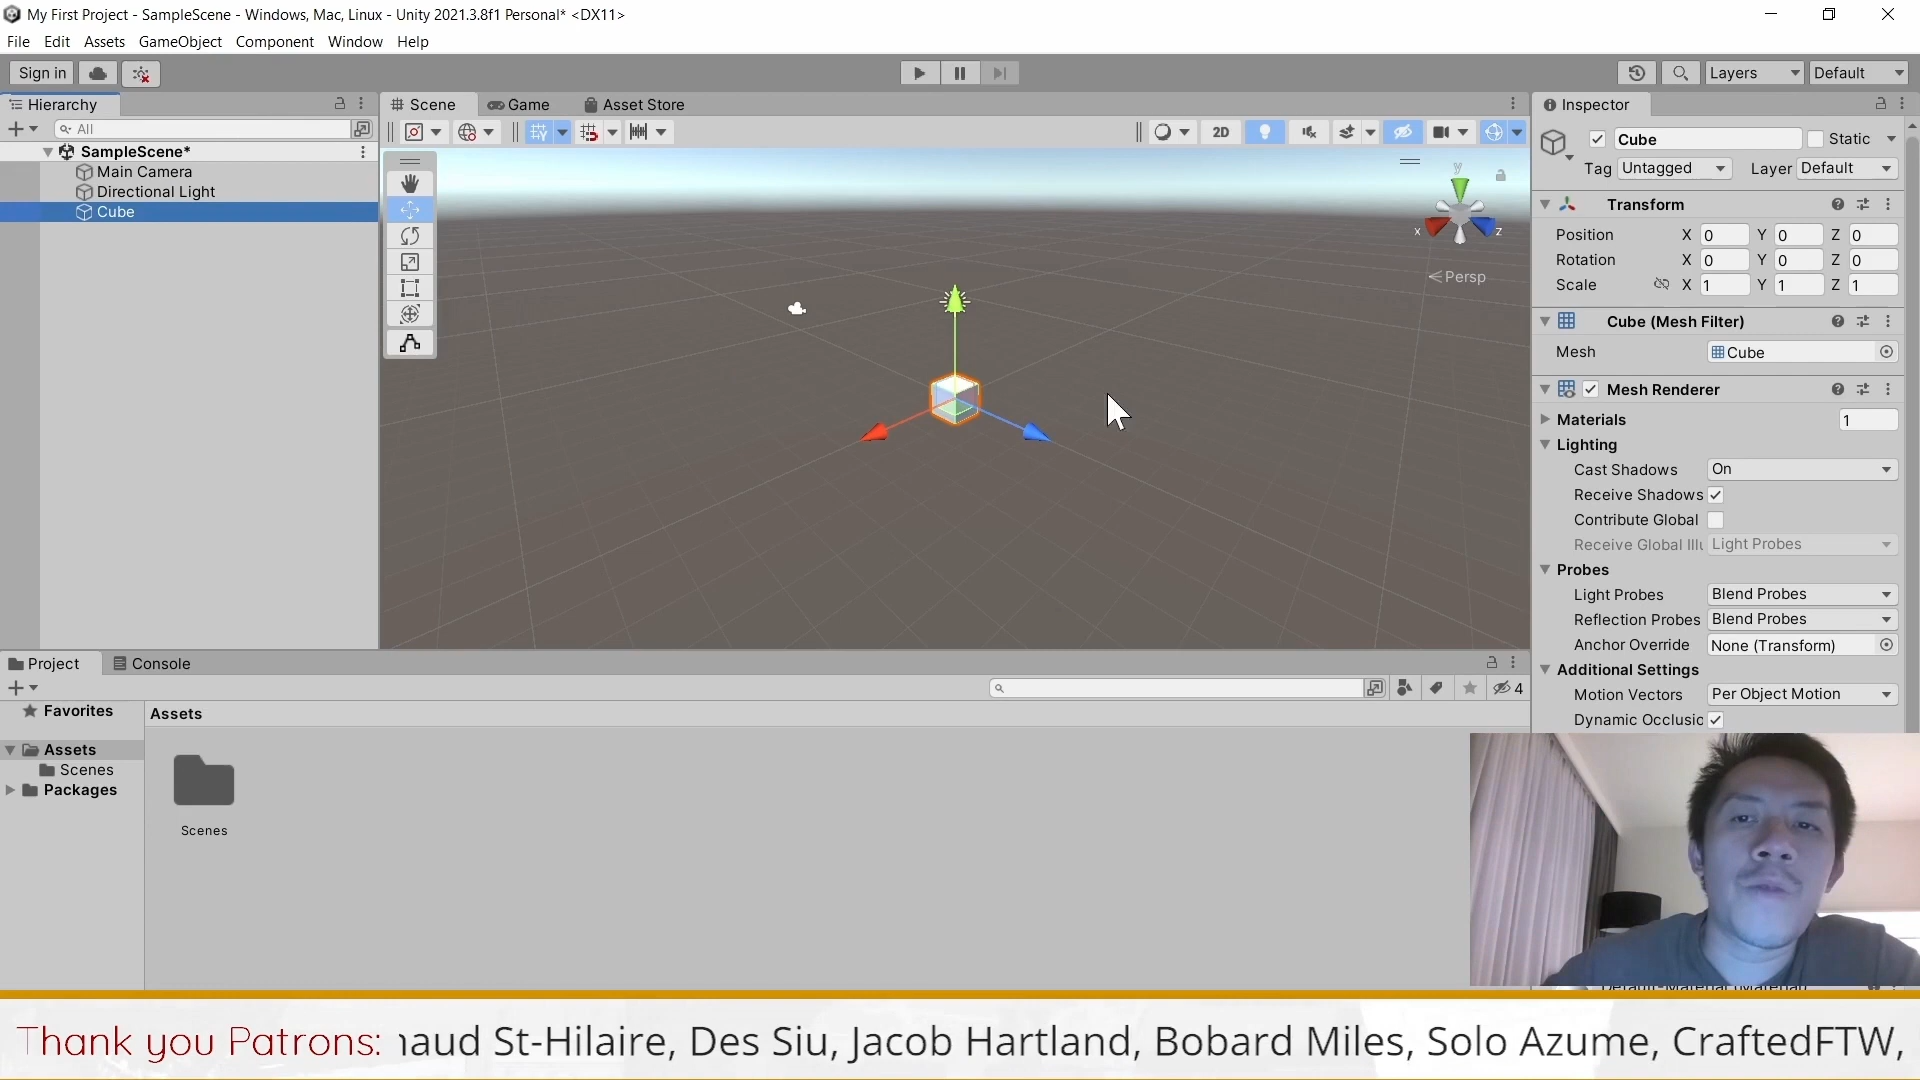 My First Project - SampleScene - Windows, Mac, Linux - Unity 2021.3.8f1 Personal* <DX11>
File Edit Assets GameObject Component Window Help
Sign in
Layers
Default
Hierarchy
Scene
Game
Asset Store
Inspector
All
SampleScene*
Main Camera
Directional Light
Cube
2D
y
x
z
Persp
Cube
Static
Tag Untagged Layer Default
Transform
Position X 0 Y 0 Z 0
Rotation X 0 Y 0 Z 0
Scale X 1 Y 1 Z 1
Cube (Mesh Filter)
Mesh Cube
Mesh Renderer
Materials 1
Lighting
Cast Shadows On
Receive Shadows
Contribute Global
Receive Global Illu Light Probes
Probes
Light Probes Blend Probes
Reflection Probes Blend Probes
Anchor Override None (Transform)
Additional Settings
Motion Vectors Per Object Motion
Dynamic Occlusic
Project
Console
4
Favorites
Assets
Scenes
Packages
Assets
Scenes
Thank you Patrons: naud St-Hilaire, Des Siu, Jacob Hartland, Bobard Miles, Solo Azume, CraftedFTW,